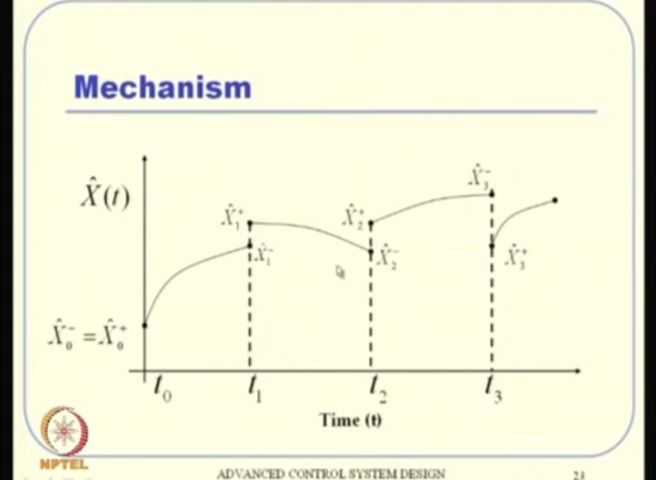 Mechanism
X̂(t)
X̂₁⁺
X̂₁⁻
X̂₂⁺
X̂₂⁻
X̂₃⁻
X̂₃⁺
X̂₀⁻ = X̂₀⁺
t₀ t₁ t₂ t₃
Time (t)
NPTEL
ADVANCED CONTROL SYSTEM DESIGN 23